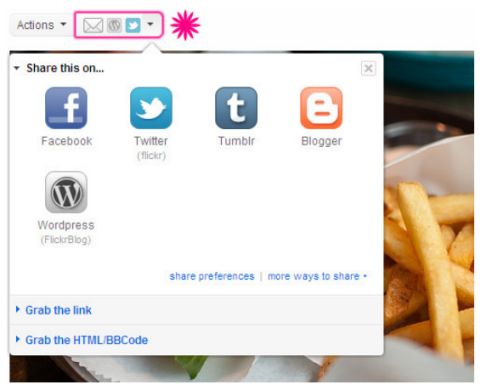 Actions
Share this on...
Facebook Twitter Tumblr Blogger
(flickr)
Wordpress
(FlickrBlog)
share preferences | more ways to share
Grab the link
Grab the HTML/BBCode